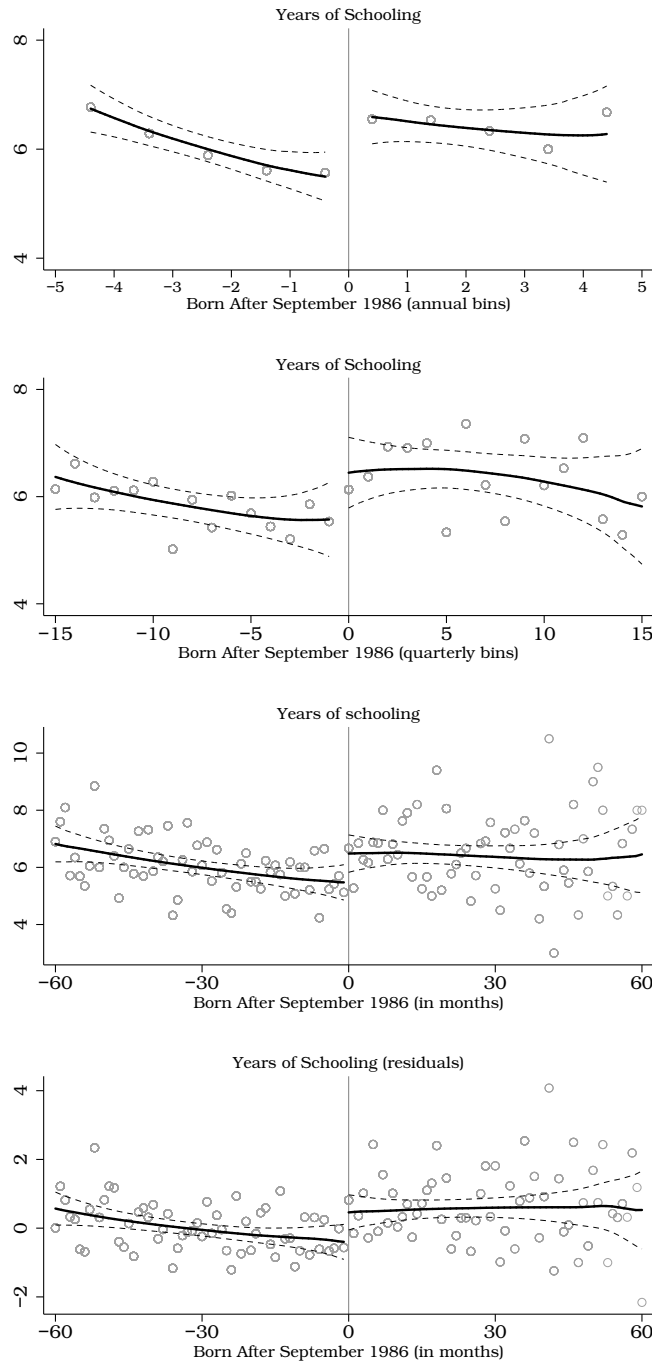 Years of Schooling
8
6
4
−5 −4 −3 −2 −1 0 1 2 3 4 5
Born After September 1986 (annual bins)
Years of Schooling
8
6
4
−15 −10 −5 0 5 10 15
Born After September 1986 (quarterly bins)
Years of schooling
10
8
6
4
−60 −30 0 30 60
Born After September 1986 (in months)
Years of Schooling (residuals)
4
2
0
−2
−60 −30 0 30 60
Born After September 1986 (in months)